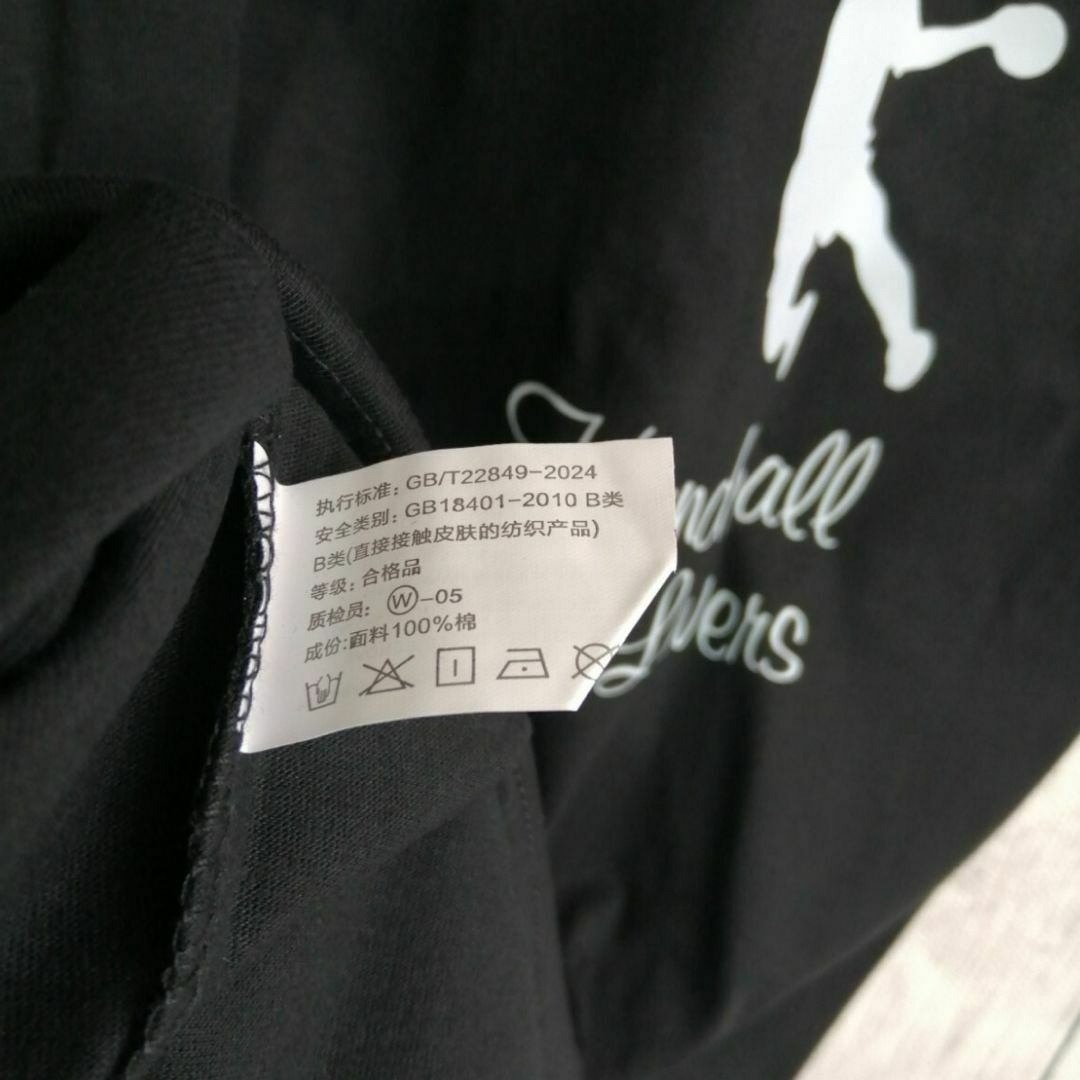 执行标准: GB/T22849-2024
安全类别: GB18401-2010 B类
B类(直接接触皮肤的纺织产品)
等级: 合格品
质检员: W-05
成份:面料100%棉